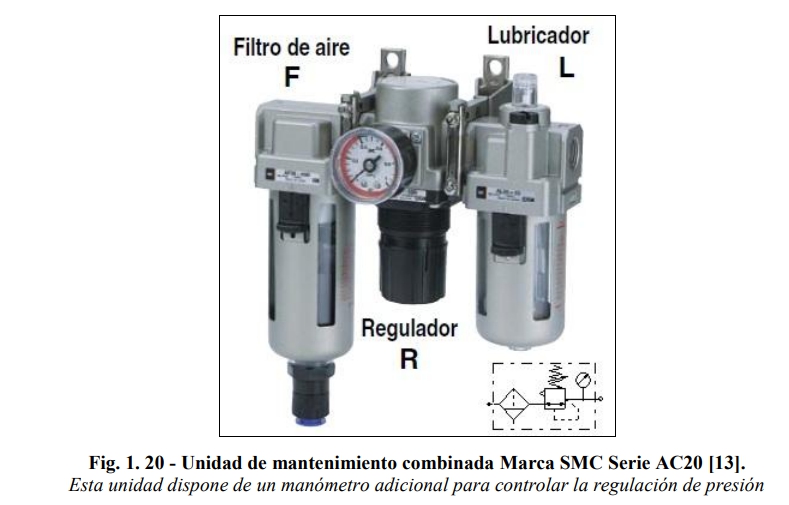 Filtro de aire
F
Lubricador
L
Regulador
R
Fig. 1. 20 - Unidad de mantenimiento combinada Marca SMC Serie AC20 [13].
Esta unidad dispone de un manómetro adicional para controlar la regulación de presión